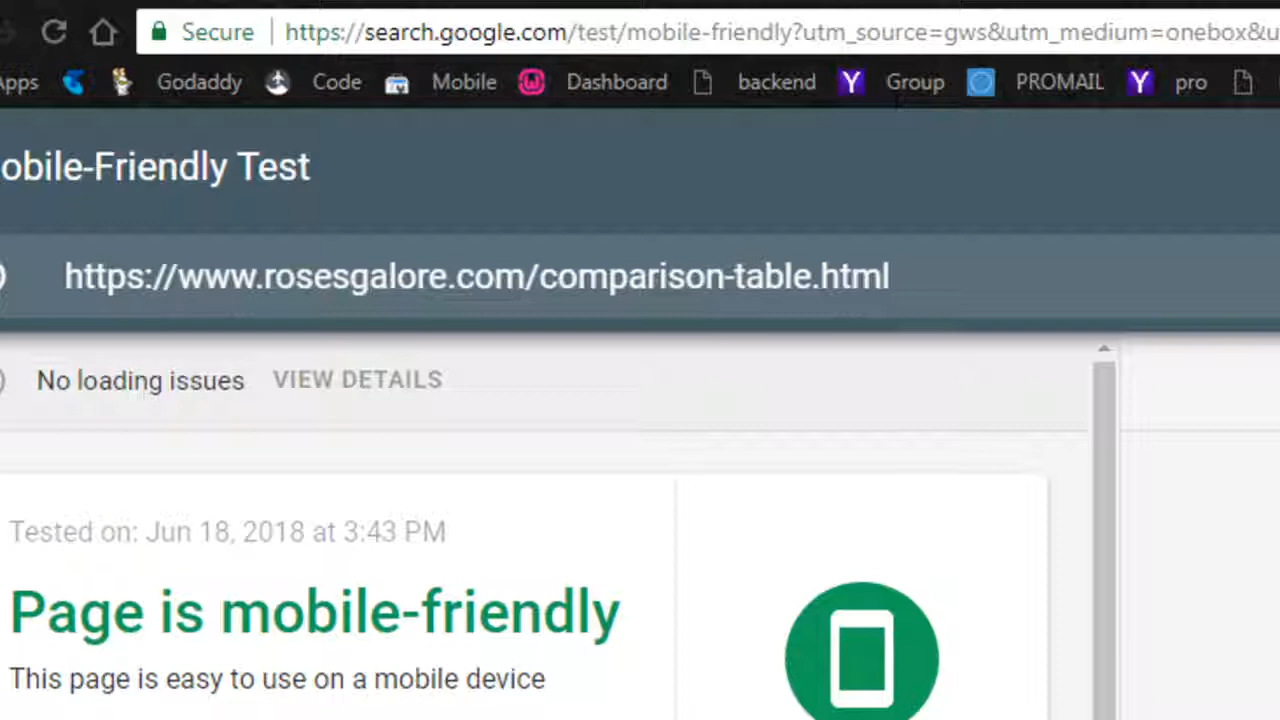 Secure https://search.google.com/test/mobile-friendly?utm_source=gws&utm_medium=onebox&u
Apps Godaddy Code Mobile Dashboard backend Group PROMAIL pro
obile-Friendly Test
https://www.rosesgalore.com/comparison-table.html
No loading issues VIEW DETAILS
Tested on: Jun 18, 2018 at 3:43 PM
Page is mobile-friendly
This page is easy to use on a mobile device